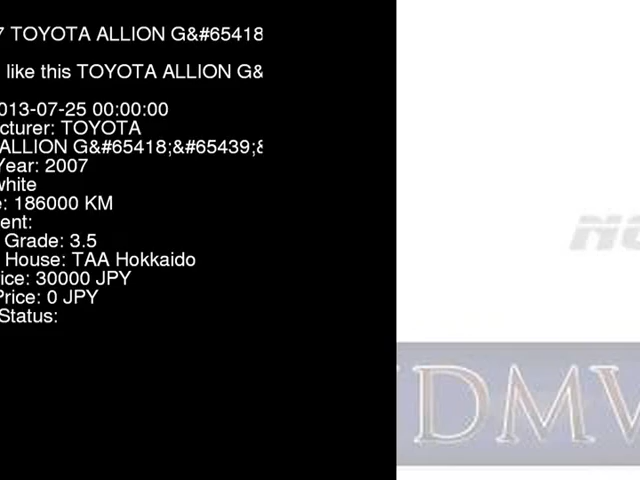 7 TOYOTA ALLION G&#65418
like this TOYOTA ALLION G&
013-07-25 00:00:00
cturer: TOYOTA
ALLION G&#65418;&#65439;&
Year: 2007
white
e: 186000 KM
ent:
Grade: 3.5
House: TAA Hokkaido
ice: 30000 JPY
Price: 0 JPY
Status:
NO
DMV